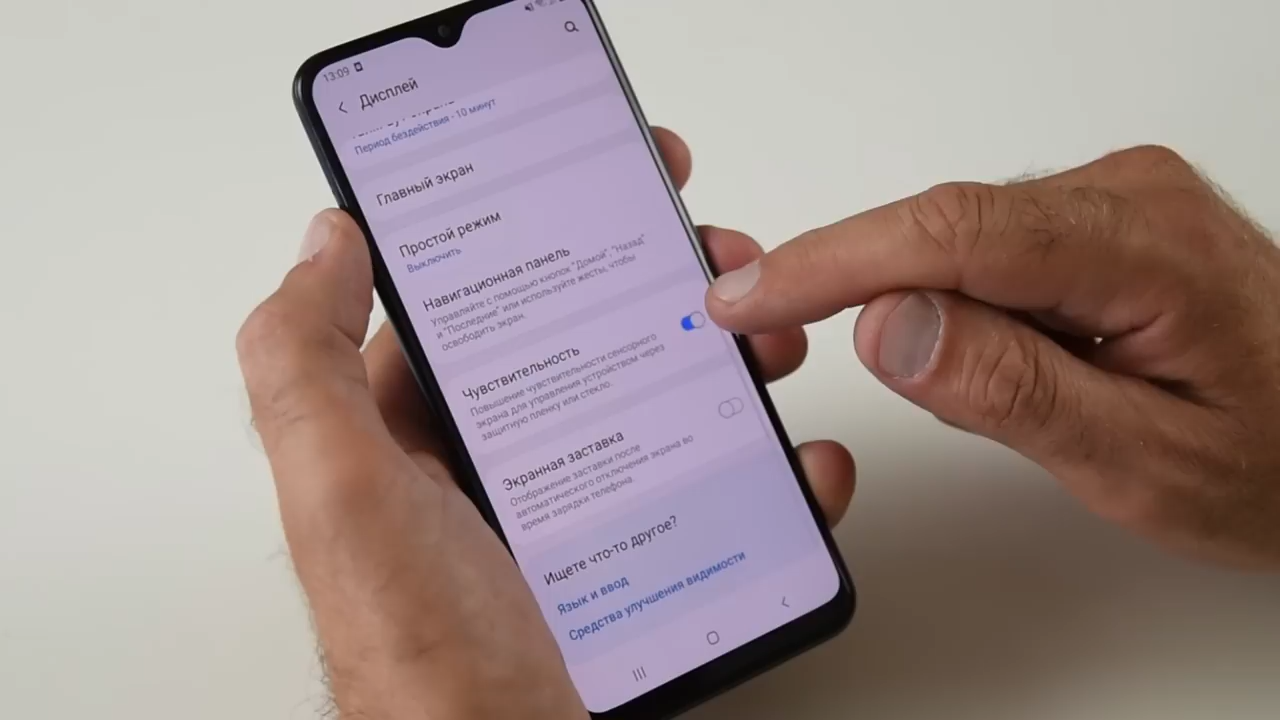 13:09
Дисплей
Период бездействия - 10 минут
Главный экран
Простой режим
Выключить
Навигационная панель
Управляйте с помощью кнопок "Домой", "Назад"
и "Последние" или используйте жесты, чтобы
освободить экран.
Чувствительность
Повышение чувствительности сенсорного
экрана для управления устройством через
защитную пленку или стекло.
Экранная заставка
Отображение заставки после
автоматического отключения экрана во
время зарядки телефона.
Ищете что-то другое?
Язык и ввод
Средства улучшения видимости